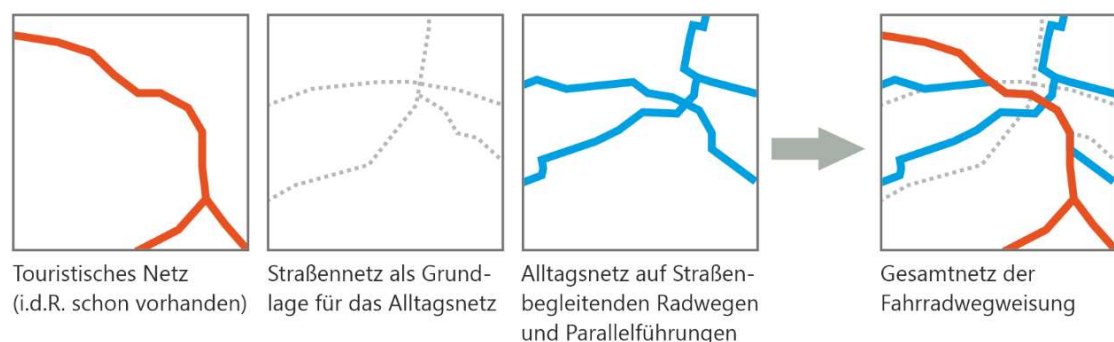 Touristisches Netz
(i.d.R. schon vorhanden)
Straßennetz als Grund-
lage für das Alltagsnetz
Alltagsnetz auf Straßen-
begleitenden Radwegen
und Parallelführungen
Gesamtnetz der
Fahrradwegweisung